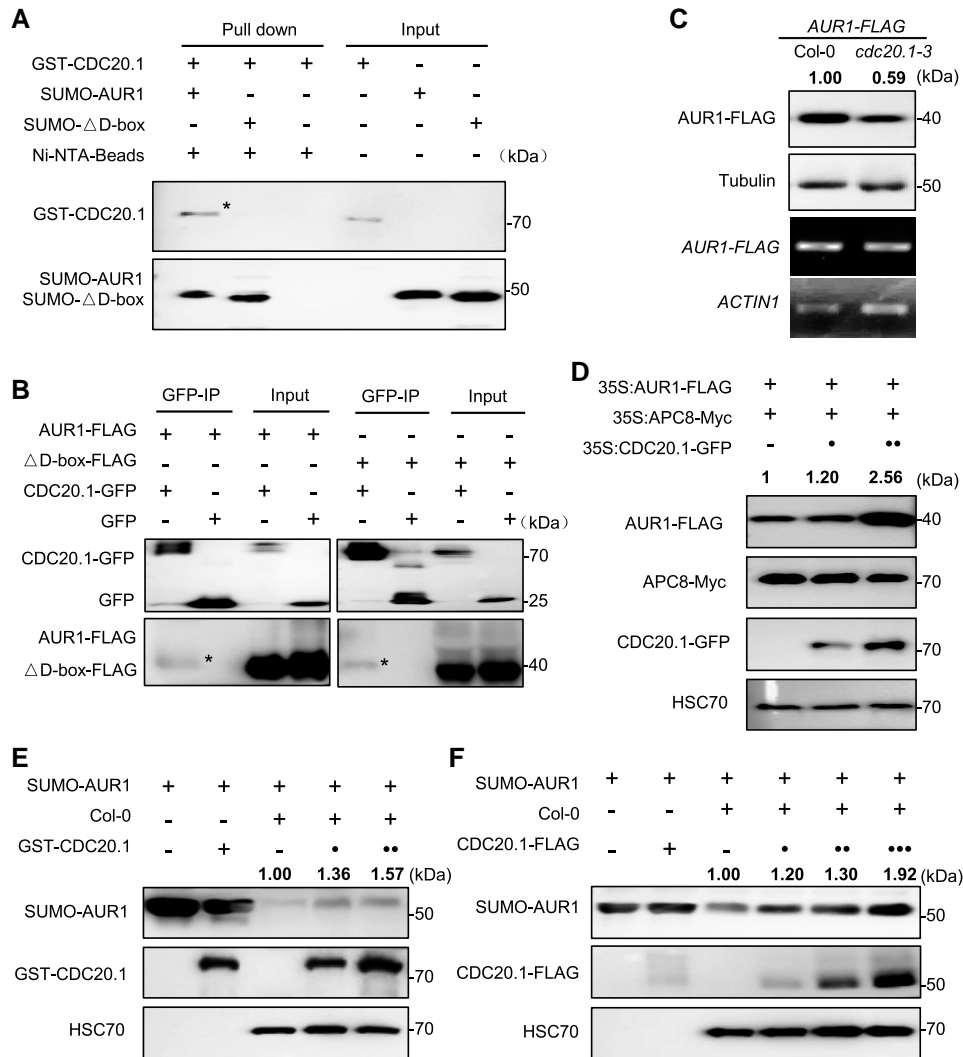 A
Pull down Input
GST-CDC20.1 + + + + - -
SUMO-AUR1 + - - - + -
SUMO-△D-box - + - - - +
Ni-NTA-Beads + + + - - - (kDa)
GST-CDC20.1 * -70
SUMO-AUR1
SUMO-△D-box -50
B
GFP-IP Input GFP-IP Input
AUR1-FLAG + + + + - - - -
△D-box-FLAG - - - - + + + +
CDC20.1-GFP + - + - + - + -
GFP - + - + - + - + (kDa)
CDC20.1-GFP -70
GFP -25
AUR1-FLAG
△D-box-FLAG * * -40
C
AUR1-FLAG
Col-0 cdc20.1-3
1.00 0.59 (kDa)
AUR1-FLAG -40
Tubulin -50
AUR1-FLAG
ACTIN1
D
35S:AUR1-FLAG + + +
35S:APC8-Myc + + +
35S:CDC20.1-GFP - • ••
1 1.20 2.56 (kDa)
AUR1-FLAG -40
APC8-Myc -70
CDC20.1-GFP -70
HSC70 -70
E
SUMO-AUR1 + + + + +
Col-0 - - + + +
GST-CDC20.1 - + - • ••
1.00 1.36 1.57 (kDa)
SUMO-AUR1 -50
GST-CDC20.1 -70
HSC70 -70
F
SUMO-AUR1 + + + + + +
Col-0 - - + + + +
CDC20.1-FLAG - + - • •• •••
1.00 1.20 1.30 1.92 (kDa)
SUMO-AUR1 -50
CDC20.1-FLAG -50
HSC70 -70